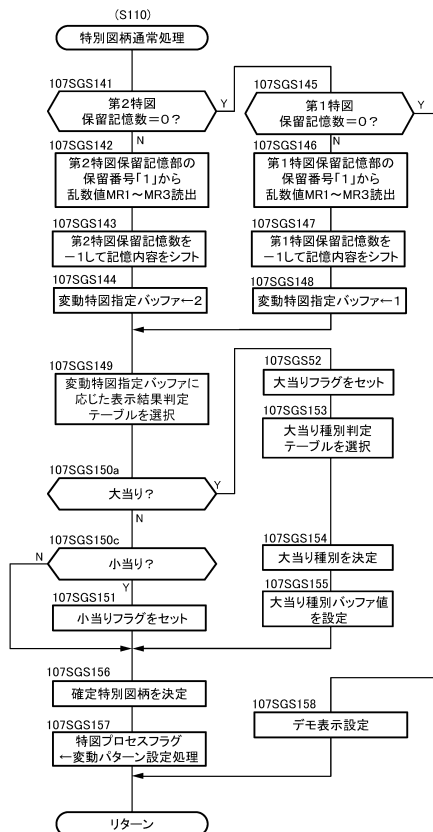 (S110)
特別図柄通常処理
107SGS141
第2特図
保留記憶数=0?
Y
N
107SGS145
第1特図
保留記憶数=0?
Y
N
107SGS142
第2特図保留記憶部の
保留番号「1」から
乱数値MR1～MR3読出
107SGS146
第1特図保留記憶部の
保留番号「1」から
乱数値MR1～MR3読出
107SGS143
第2特図保留記憶数を
－1して記憶内容をシフト
107SGS147
第1特図保留記憶数を
－1して記憶内容をシフト
107SGS144
変動特図指定バッファ←2
107SGS148
変動特図指定バッファ←1
107SGS149
変動特図指定バッファに
応じた表示結果判定
テーブルを選択
107SGS52
大当りフラグをセット
107SGS153
大当り種別判定
テーブルを選択
107SGS150a
大当り?
Y
N
107SGS150c
N
小当り?
Y
107SGS154
大当り種別を決定
107SGS151
小当りフラグをセット
107SGS155
大当り種別バッファ値
を設定
107SGS156
確定特別図柄を決定
107SGS157
特図プロセスフラグ
←変動パターン設定処理
107SGS158
デモ表示設定
リターン